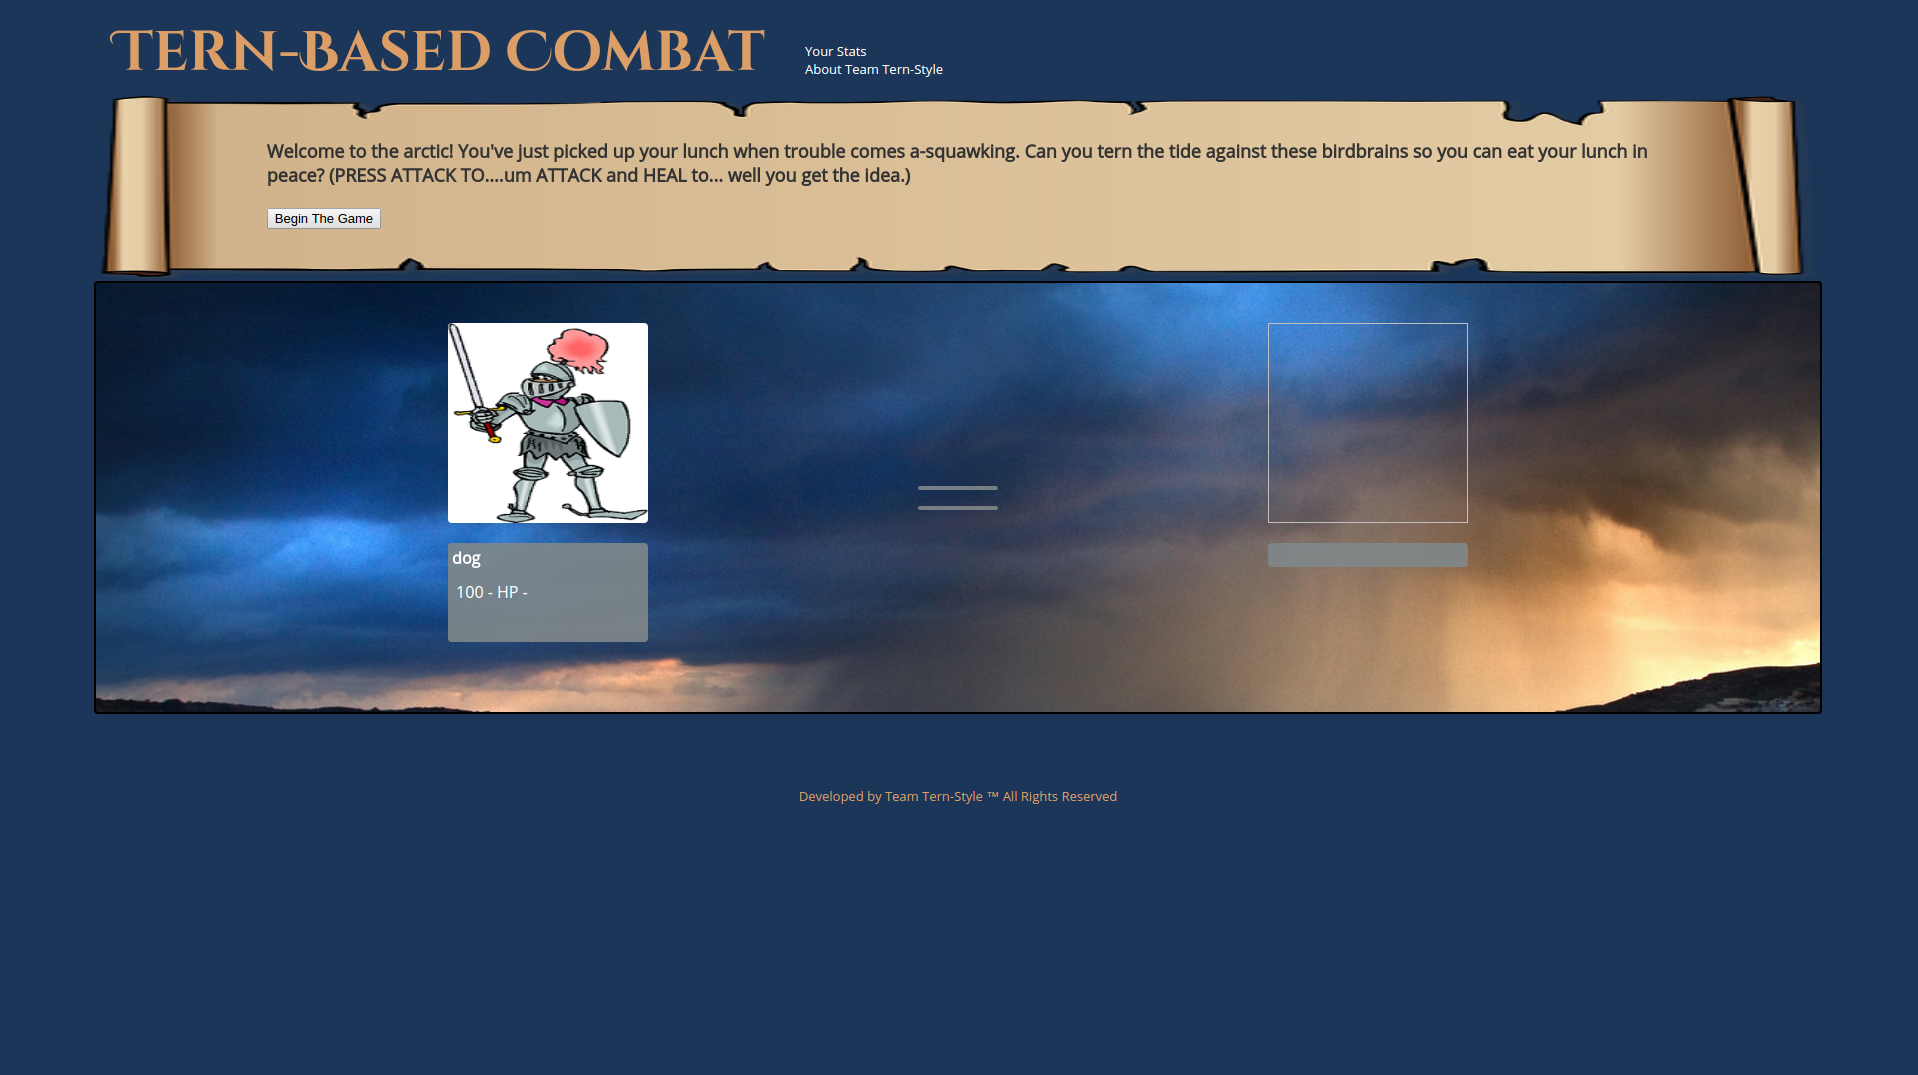 Tern-Based Combat
Your Stats
About Team Tern-Style
Welcome to the arctic! You've just picked up your lunch when trouble comes a-squawking. Can you tern the tide against these birdbrains so you can eat your lunch in
peace? (PRESS ATTACK TO....um ATTACK and HEAL to... well you get the idea.)
Begin The Game
dog
100 - HP -
Developed by Team Tern-Style ™ All Rights Reserved